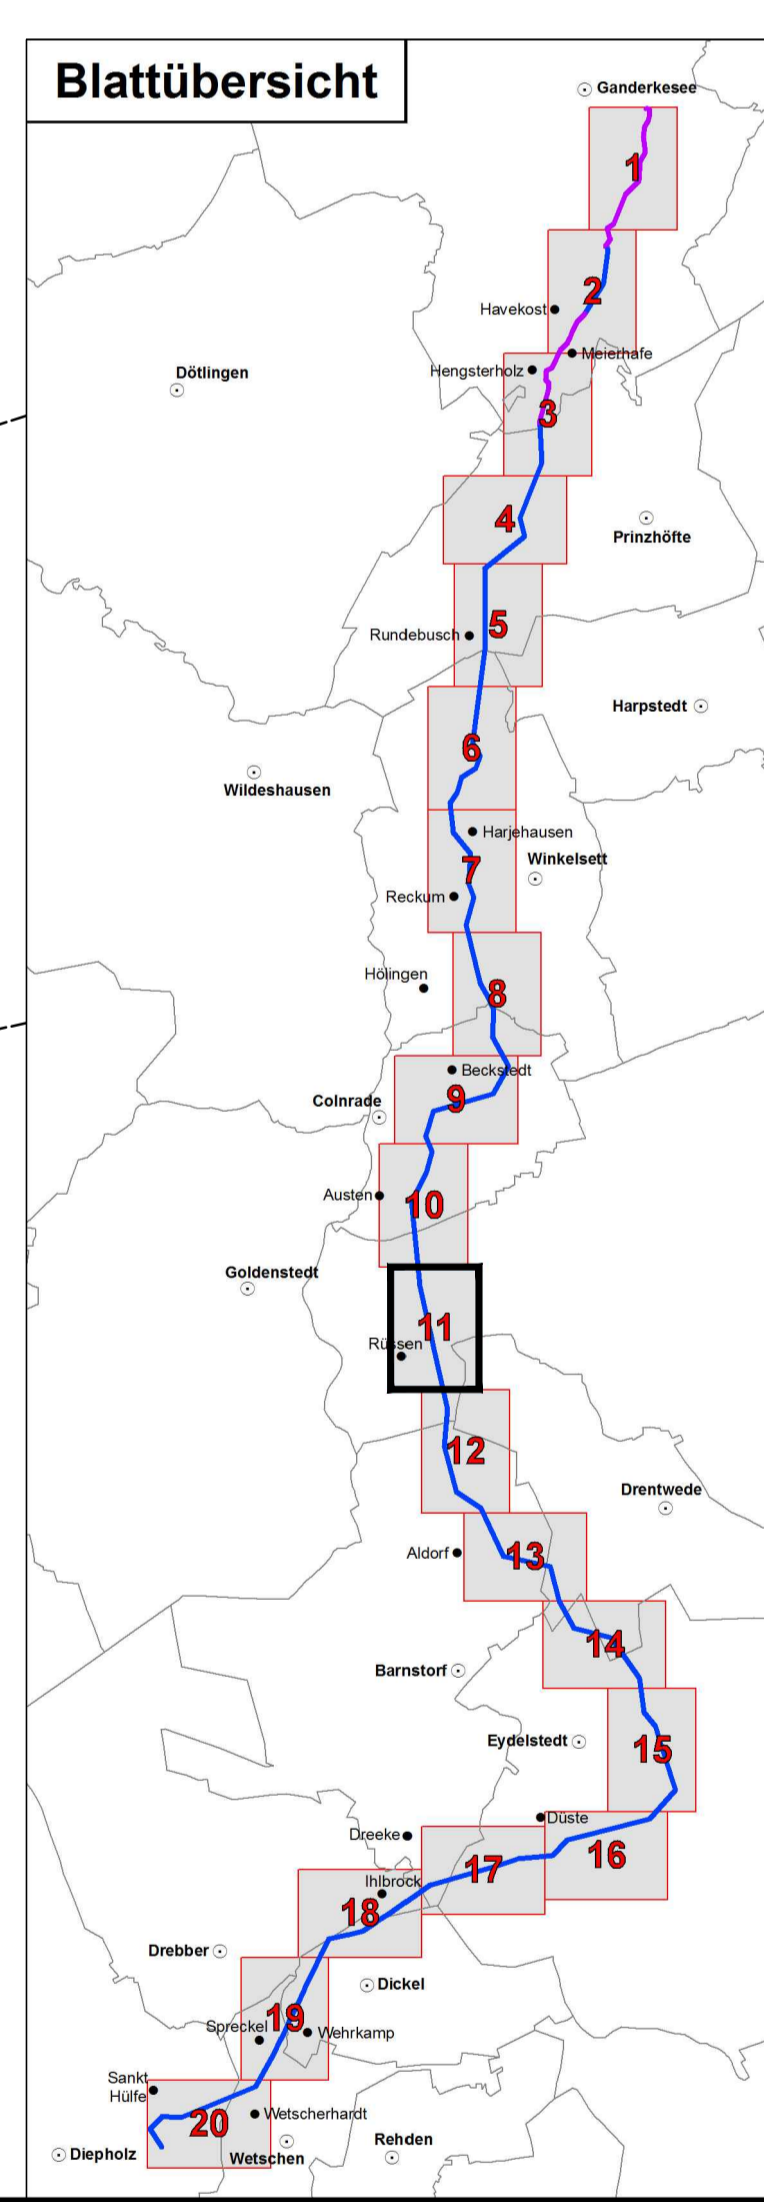 Blattübersicht
Ganderkesee
1
2
Havekost
Meierhafe
Hengsterholz
Dötlingen
3
4
Prinzhöfte
5
Rundebusch
Harpstedt
6
Wildeshausen
Harjehausen
Winkelsett
7
Reckum
Hölingen
8
Beckstedt
9
Colnrade
Austen
10
Goldenstedt
11
Rüssen
12
Drentwede
Aldorf
13
14
Barnstorf
Eydelstedt
15
Düste
Dreeke
16
17
Ihlbrock
18
Drebber
Dickel
19
Spreckel
Wehrkamp
Sankt
Hülfe
Wetscherhardt
20
Rehden
Diepholz
Wetschen